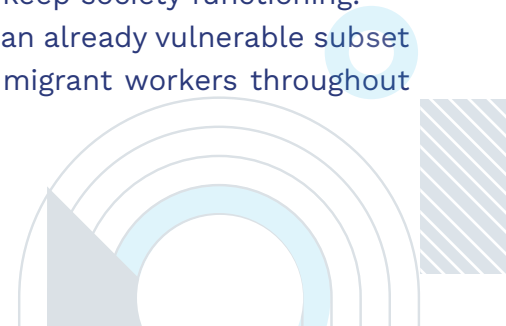 keep society functioning.
an already vulnerable subset
migrant workers throughout